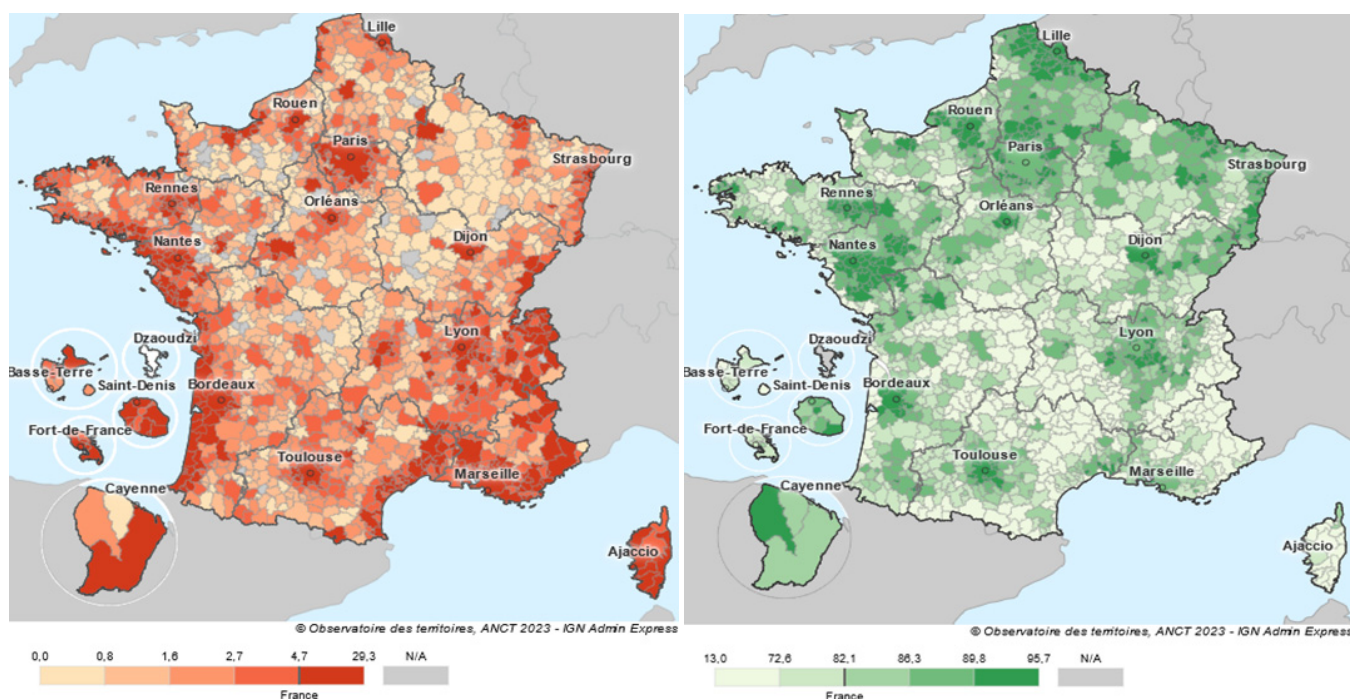 Lille
Rouen
Paris
Strasbourg
Rennes
Orléans
Nantes
Dijon
Dzaoudzi
Lyon
Basse-Terre
Saint-Denis
Bordeaux
Fort-de-France
Toulouse
Marseille
Cayenne
Ajaccio
© Observatoire des territoires, ANCT 2023 - IGN Admin Express
0,0 0,8 1,6 2,7 4,7 29,3 N/A
France
Lille
Rouen
Paris
Strasbourg
Rennes
Orléans
Nantes
Dijon
Dzaoudzi
Lyon
Basse-Terre
Saint-Denis
Bordeaux
Fort-de-France
Toulouse
Marseille
Cayenne
Ajaccio
© Observatoire des territoires, ANCT 2023 - IGN Admin Express
13,0 72,6 82,1 86,3 89,8 95,7 N/A
France